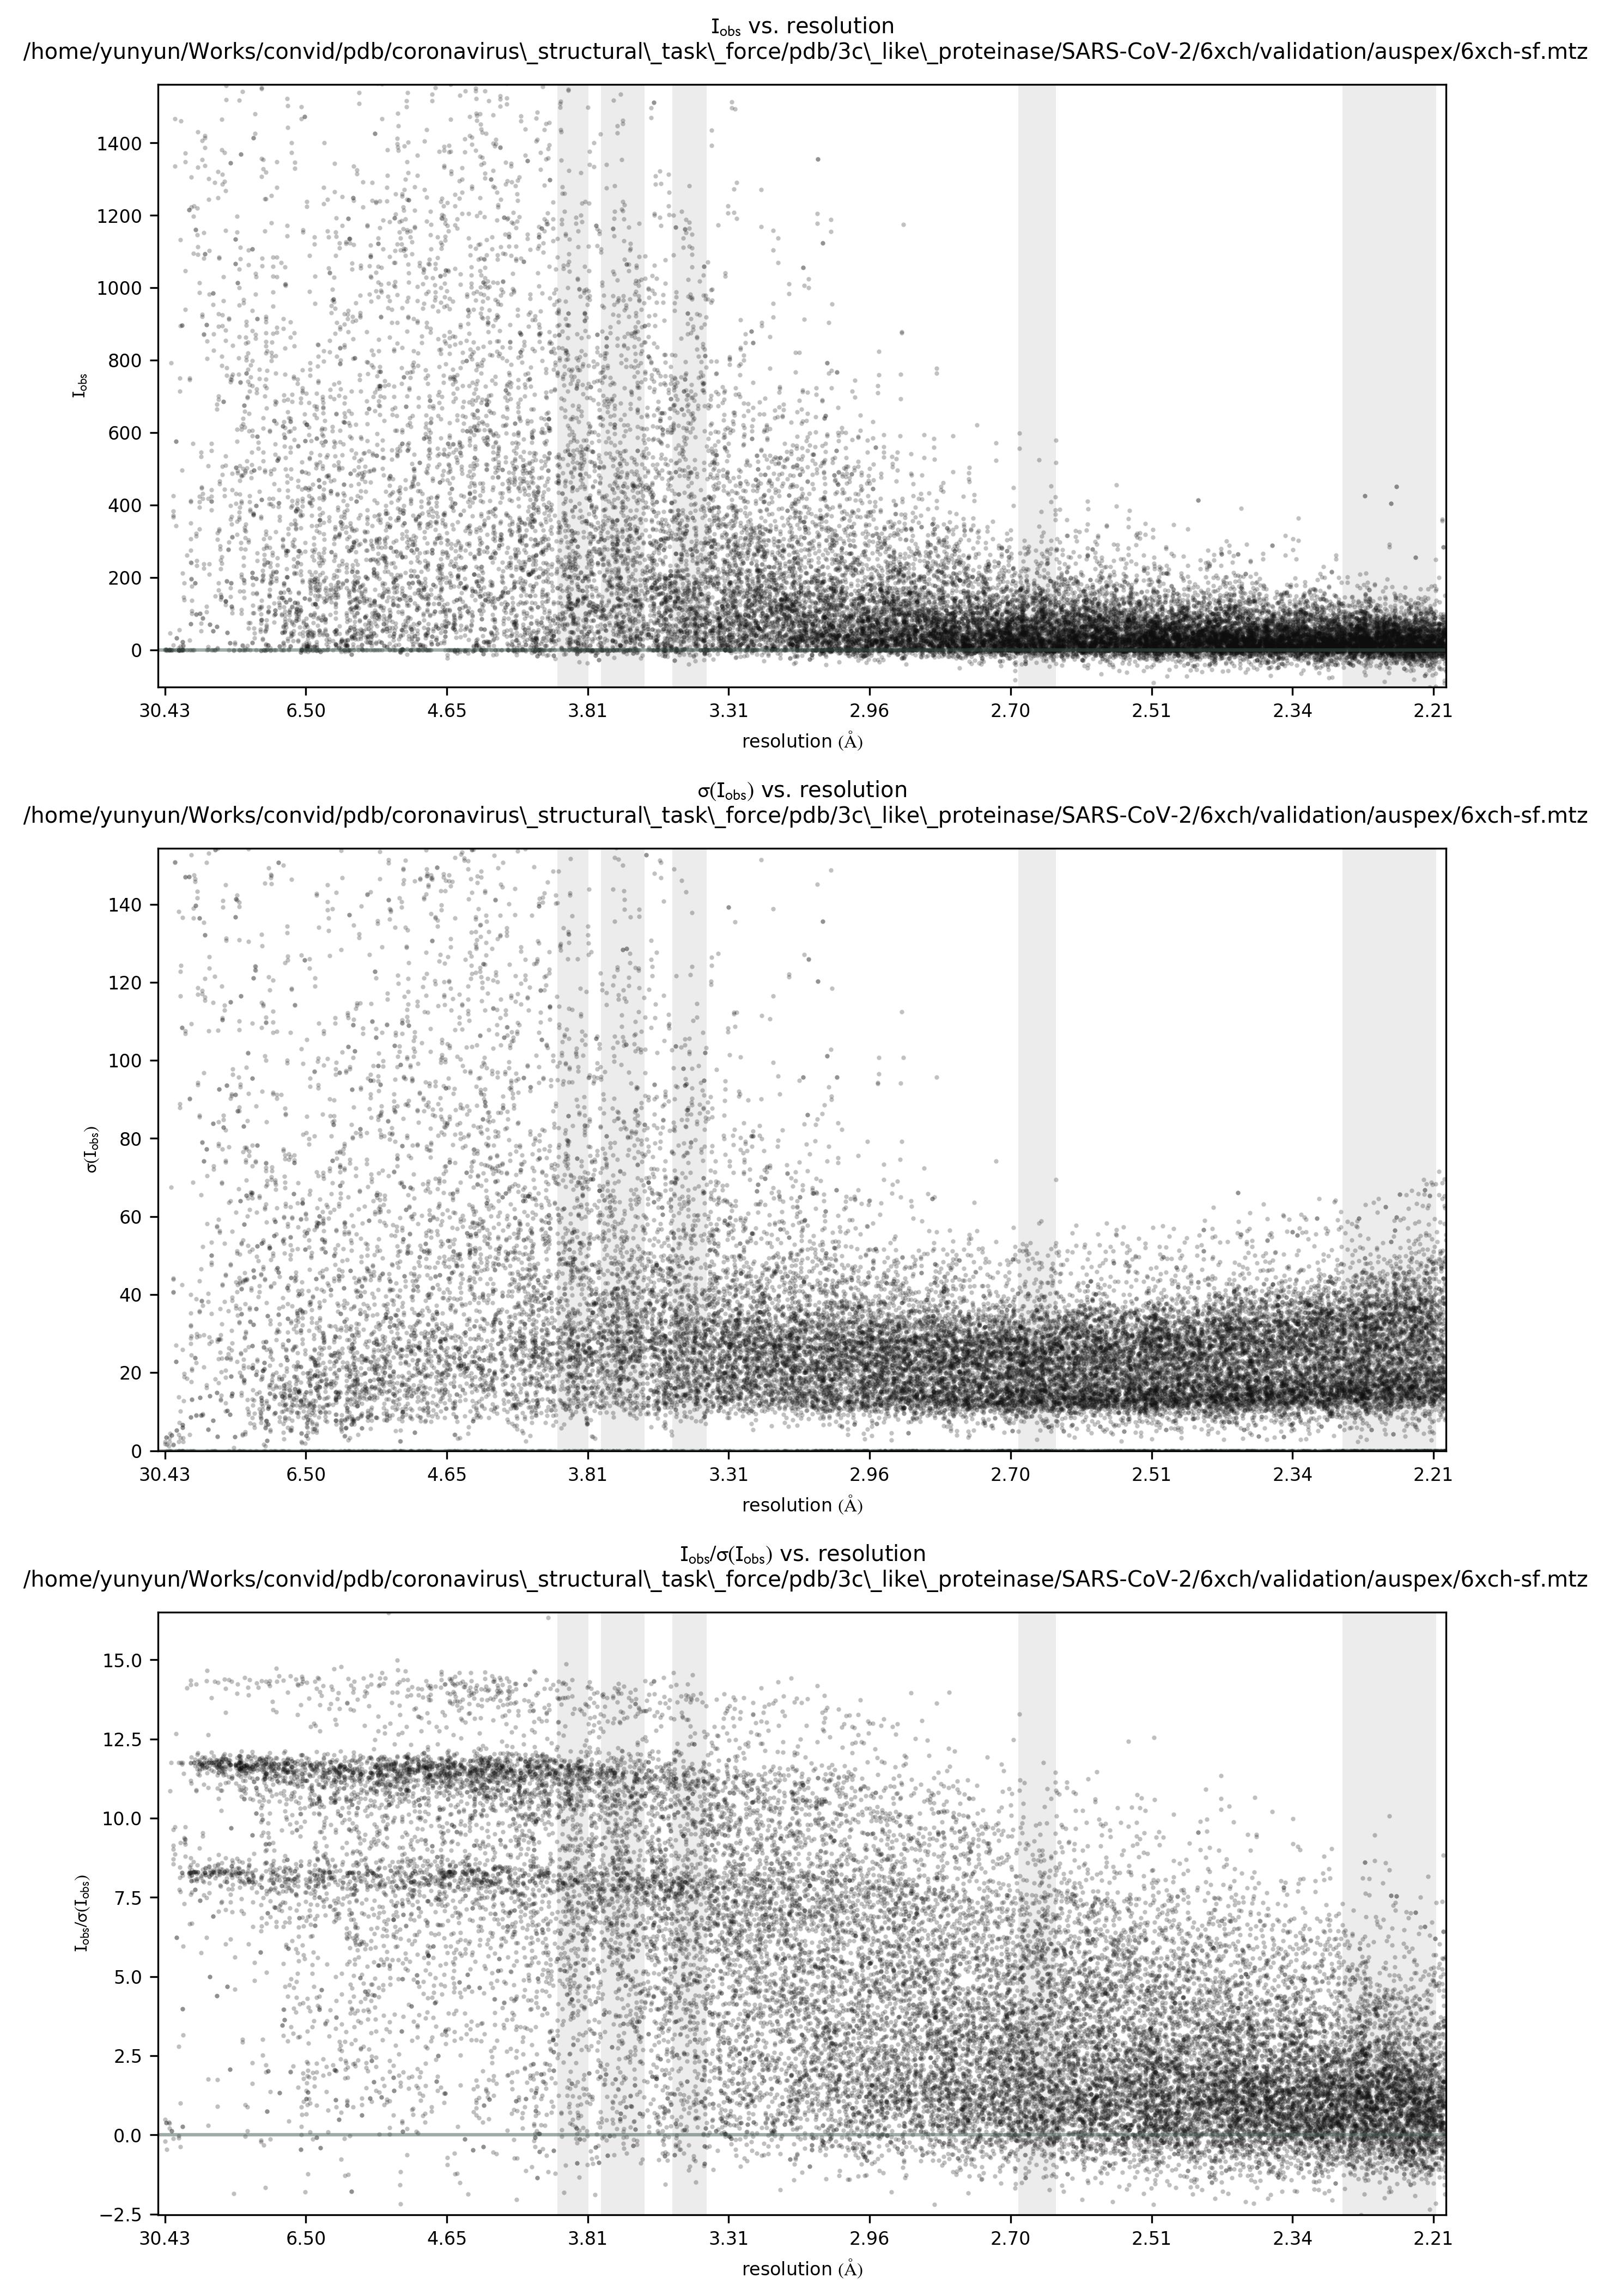 I_obs vs. resolution
/home/yunyun/Works/convid/pdb/coronavirus\_structural\_task\_force/pdb/3c\_like\_proteinase/SARS-CoV-2/6xch/validation/auspex/6xch-sf.mtz
1400
1200
1000
800
600
400
200
0
I_obs
30.43 6.50 4.65 3.81 3.31 2.96 2.70 2.51 2.34 2.21
resolution (Å)
σ(I_obs) vs. resolution
/home/yunyun/Works/convid/pdb/coronavirus\_structural\_task\_force/pdb/3c\_like\_proteinase/SARS-CoV-2/6xch/validation/auspex/6xch-sf.mtz
140
120
100
80
60
40
20
0
σ(I_obs)
30.43 6.50 4.65 3.81 3.31 2.96 2.70 2.51 2.34 2.21
resolution (Å)
I_obs/σ(I_obs) vs. resolution
/home/yunyun/Works/convid/pdb/coronavirus\_structural\_task\_force/pdb/3c\_like\_proteinase/SARS-CoV-2/6xch/validation/auspex/6xch-sf.mtz
15.0
12.5
10.0
7.5
5.0
2.5
0.0
−2.5
I_obs/σ(I_obs)
30.43 6.50 4.65 3.81 3.31 2.96 2.70 2.51 2.34 2.21
resolution (Å)